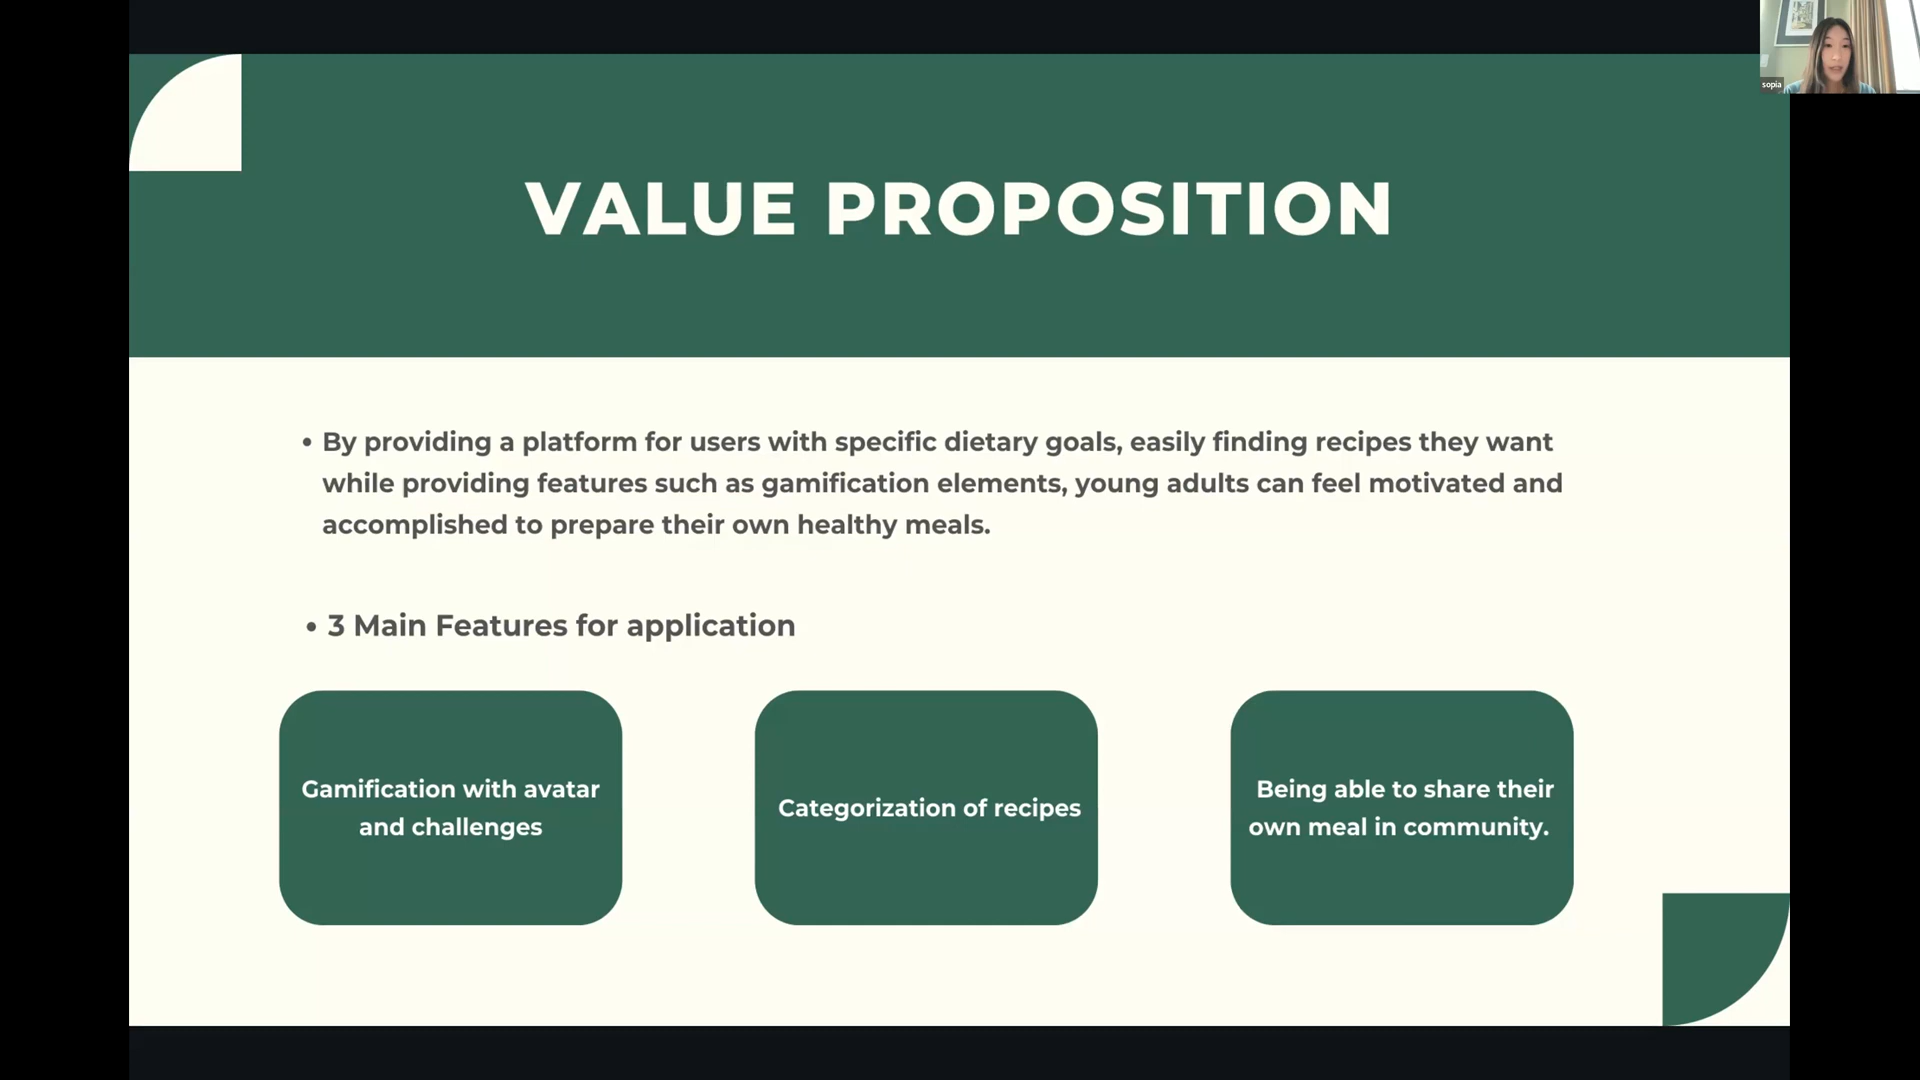 sopia
VALUE PROPOSITION
• By providing a platform for users with specific dietary goals, easily finding recipes they want
while providing features such as gamification elements, young adults can feel motivated and
accomplished to prepare their own healthy meals.
• 3 Main Features for application
Gamification with avatar
and challenges
Categorization of recipes
Being able to share their
own meal in community.